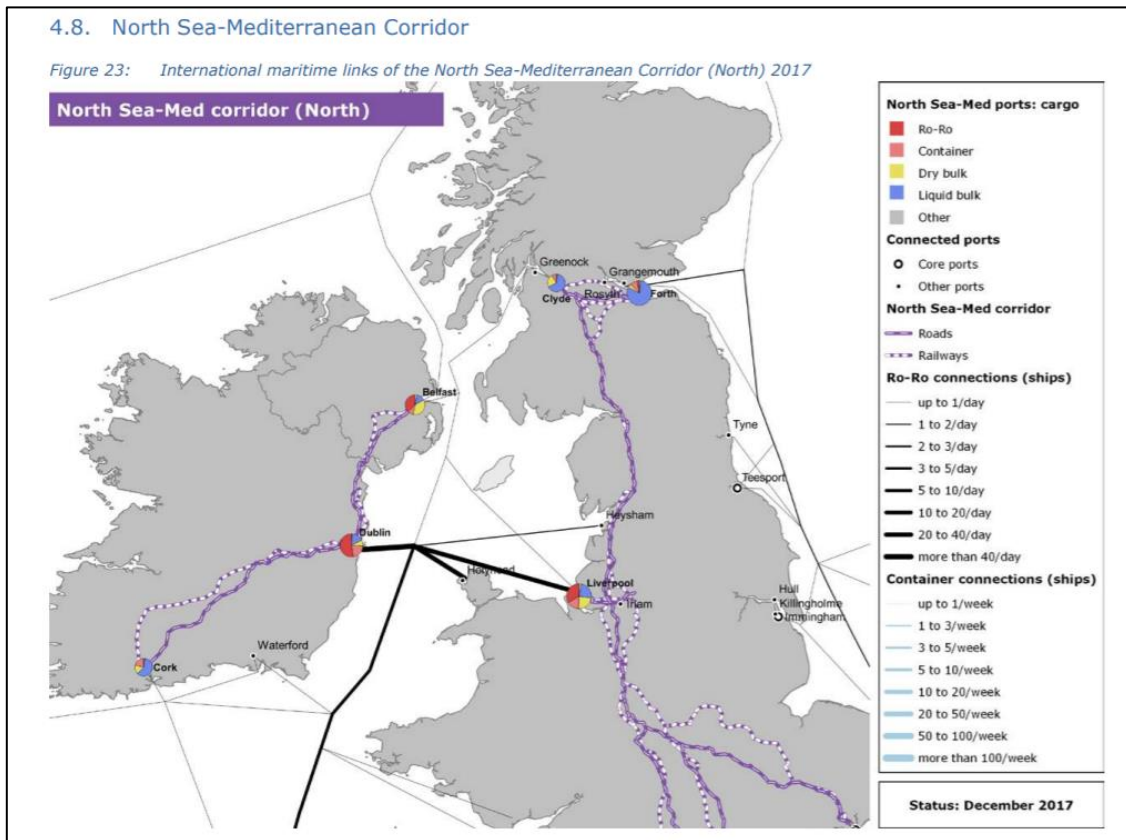 4.8. North Sea-Mediterranean Corridor
Figure 23: International maritime links of the North Sea-Mediterranean Corridor (North) 2017
North Sea-Med corridor (North)
Greenock
Grangemouth
Clyde
Rosyth
Forth
Belfast
Tyne
Teesport
Dublin
Heysham
Holyhead
Liverpool
Irlam
Hull
Killingholme
Immingham
Waterford
Cork
North Sea-Med ports: cargo
Ro-Ro
Container
Dry bulk
Liquid bulk
Other
Connected ports
Core ports
Other ports
North Sea-Med corridor
Roads
Railways
Ro-Ro connections (ships)
up to 1/day
1 to 2/day
2 to 3/day
3 to 5/day
5 to 10/day
10 to 20/day
20 to 40/day
more than 40/day
Container connections (ships)
up to 1/week
1 to 3/week
3 to 5/week
5 to 10/week
10 to 20/week
20 to 50/week
50 to 100/week
more than 100/week
Status: December 2017